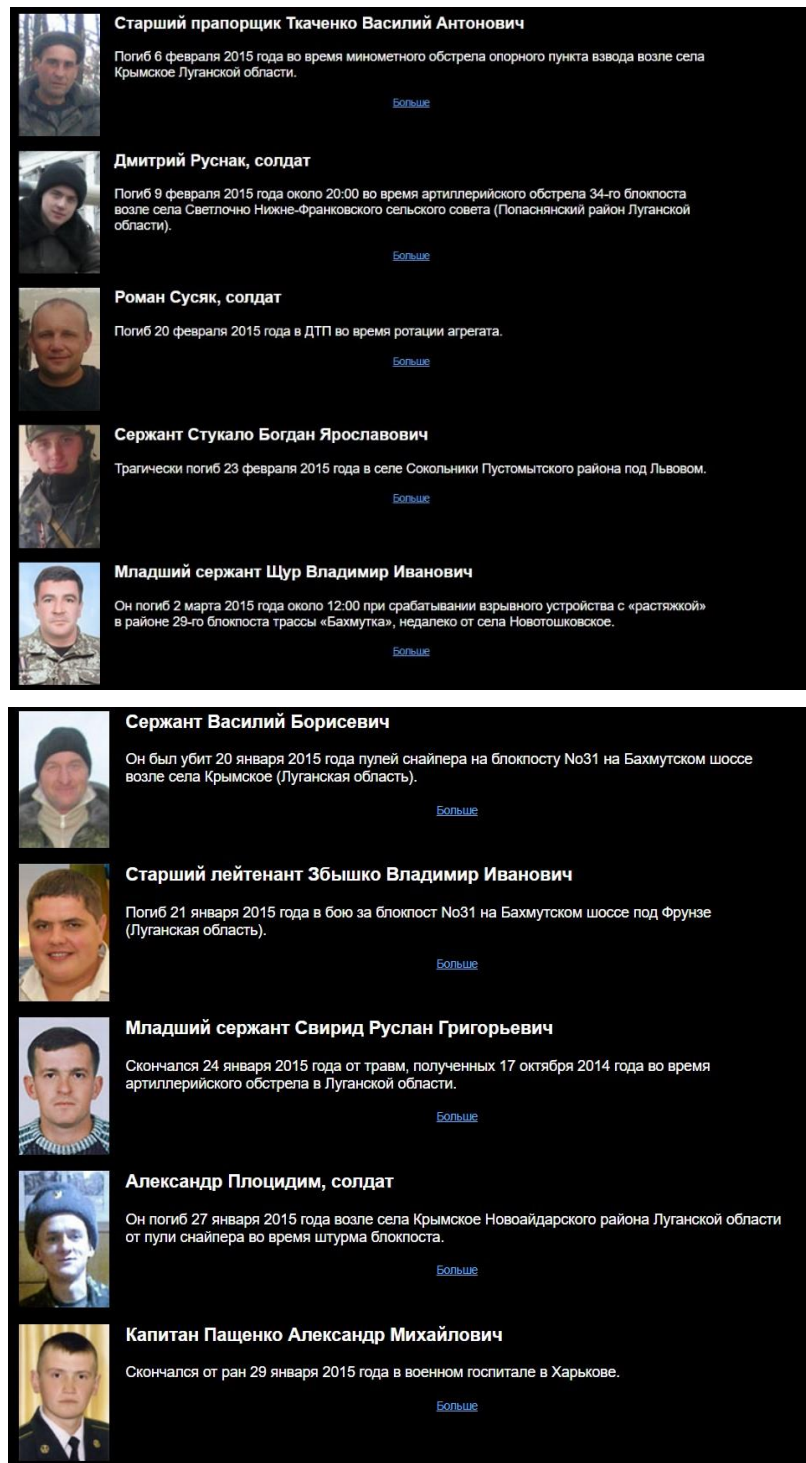 Старший прапорщик Ткаченко Василий Антонович
Погиб 6 февраля 2015 года во время минометного обстрела опорного пункта взвода возле села
Крымское Луганской области.
Больше
Дмитрий Руснак, солдат
Погиб 9 февраля 2015 года около 20:00 во время артиллерийского обстрела 34-го блокпоста
возле села Светлочно Нижне-Франковского сельского совета (Попаснянский район Луганской
области).
Больше
Роман Сусяк, солдат
Погиб 20 февраля 2015 года в ДТП во время ротации агрегата.
Больше
Сержант Стукало Богдан Ярославович
Трагически погиб 23 февраля 2015 года в селе Сокольники Пустомытского района под Львовом.
Больше
Младший сержант Щур Владимир Иванович
Он погиб 2 марта 2015 года около 12:00 при срабатывании взрывного устройства с «растяжкой»
в районе 29-го блокпоста трассы «Бахмутка», недалеко от села Новотошковское.
Больше
Сержант Василий Борисевич
Он был убит 20 января 2015 года пулей снайпера на блокпосту No31 на Бахмутском шоссе
возле села Крымское (Луганская область).
Больше
Старший лейтенант Збышко Владимир Иванович
Погиб 21 января 2015 года в бою за блокпост No31 на Бахмутском шоссе под Фрунзе
(Луганская область).
Больше
Младший сержант Свирид Руслан Григорьевич
Скончался 24 января 2015 года от травм, полученных 17 октября 2014 года во время
артиллерийского обстрела в Луганской области.
Больше
Александр Плоцидим, солдат
Он погиб 27 января 2015 года возле села Крымское Новоайдарского района Луганской области
от пули снайпера во время штурма блокпоста.
Больше
Капитан Пащенко Александр Михайлович
Скончался от ран 29 января 2015 года в военном госпитале в Харькове.
Больше